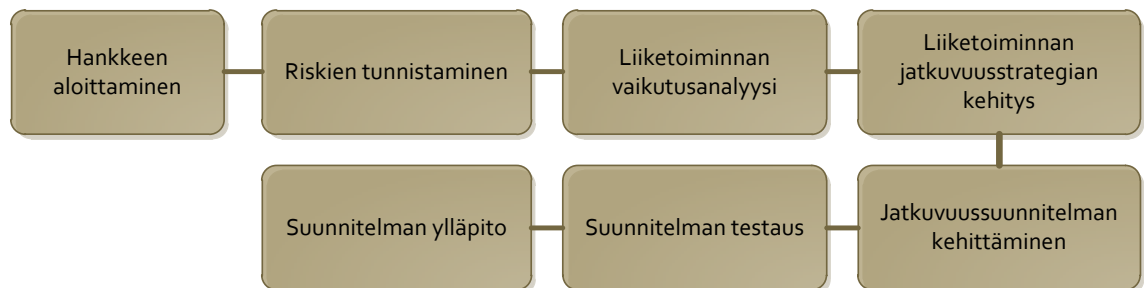 Hankkeen
aloittaminen
Riskien tunnistaminen
Liiketoiminnan
vaikutusanalyysi
Liiketoiminnan
jatkuvuusstrategian
kehitys
Jatkuvuussuunnitelman
kehittäminen
Suunnitelman testaus
Suunnitelman ylläpito